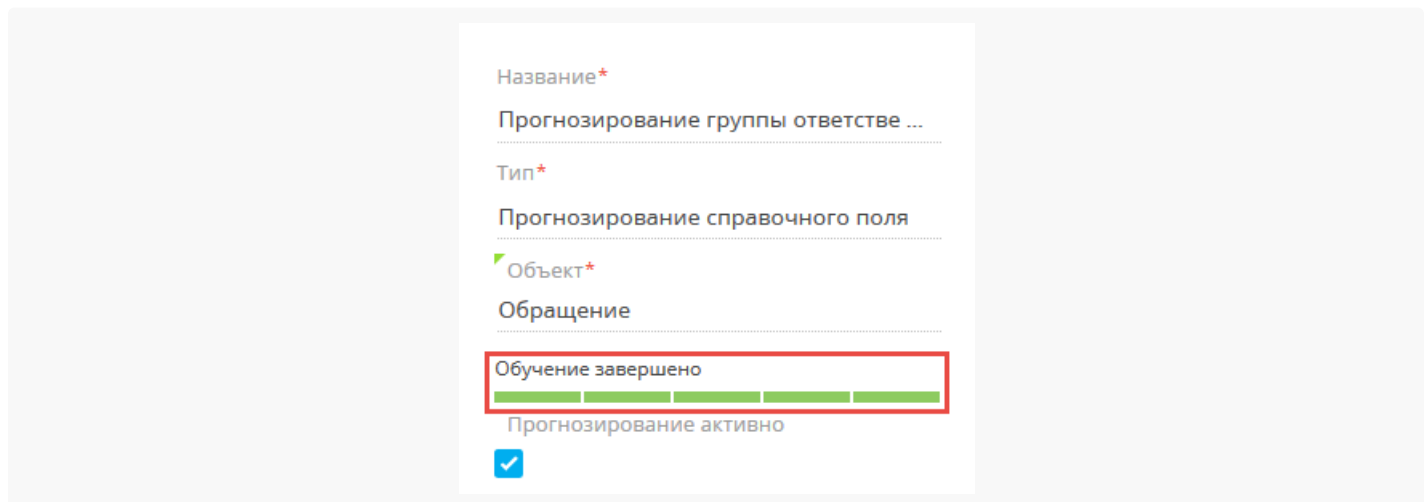 Название*
Прогнозирование группы ответстве ...
Тип*
Прогнозирование справочного поля
Объект*
Обращение
Обучение завершено
Прогнозирование активно